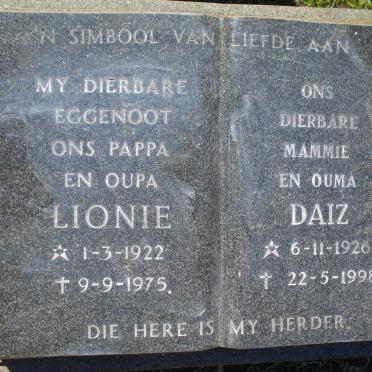 'N SIMBOOL VAN LIEFDE AAN
MY DIERBARE
EGGENOOT
ONS PAPPA
EN OUPA
LIONIE
☆ 1-3-1922
† 9-9-1975.
ONS
DIERBARE
MAMMIE
EN OUMA
DAIZ
☆ 6-11-1926
† 22-5-1998
DIE HERE IS MY HERDER.